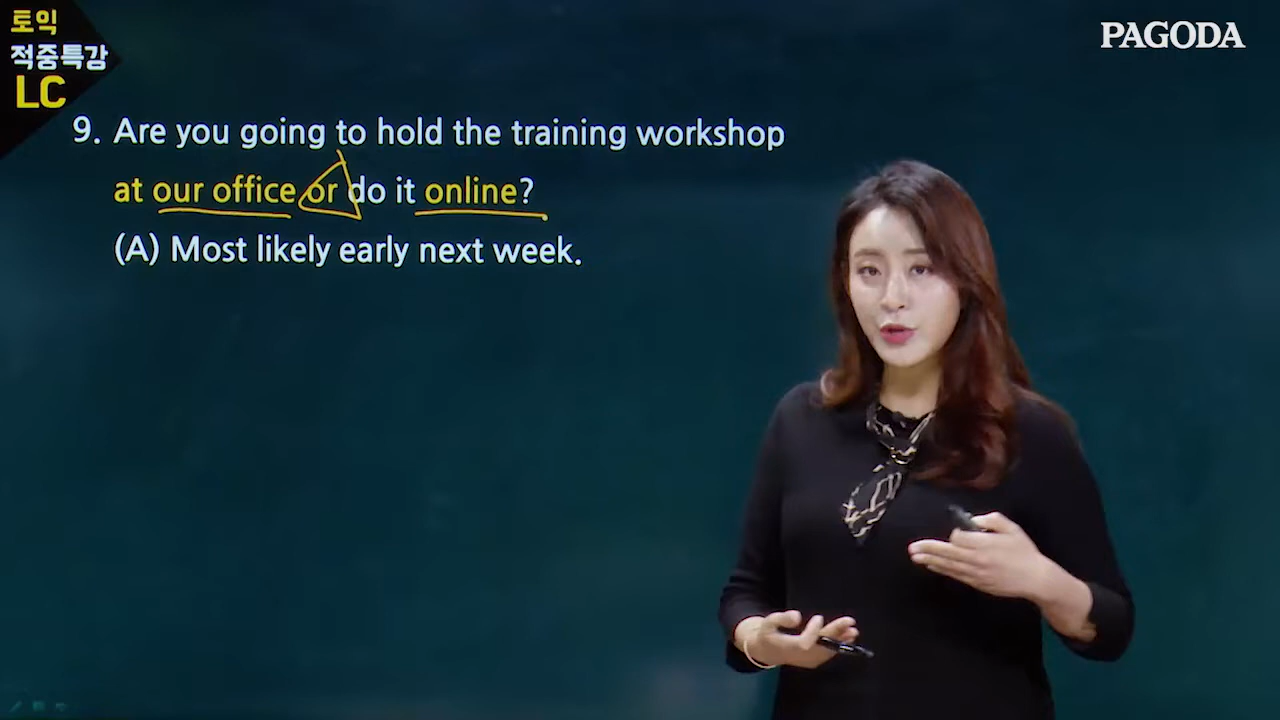 토익
적중특강
LC
PAGODA
9. Are you going to hold the training workshop
at our office or do it online?
(A) Most likely early next week.